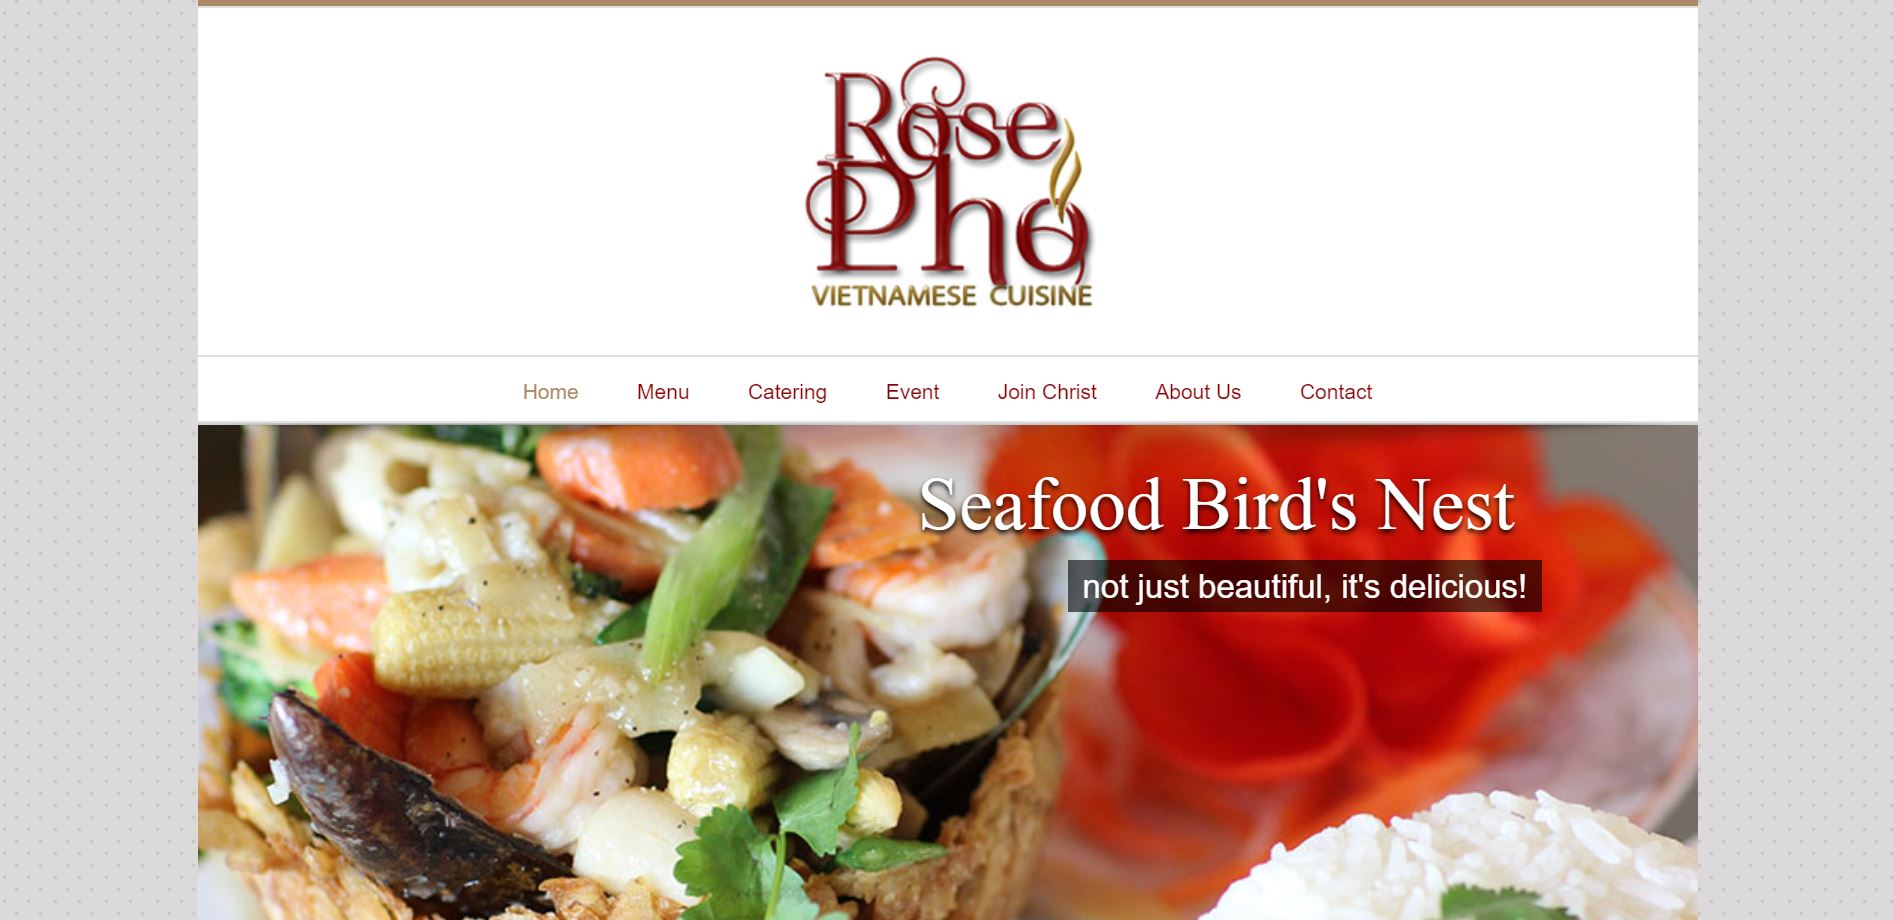 Rose
Pho
VIETNAMESE CUISINE
Home Menu Catering Event Join Christ About Us Contact
Seafood Bird's Nest
not just beautiful, it's delicious!